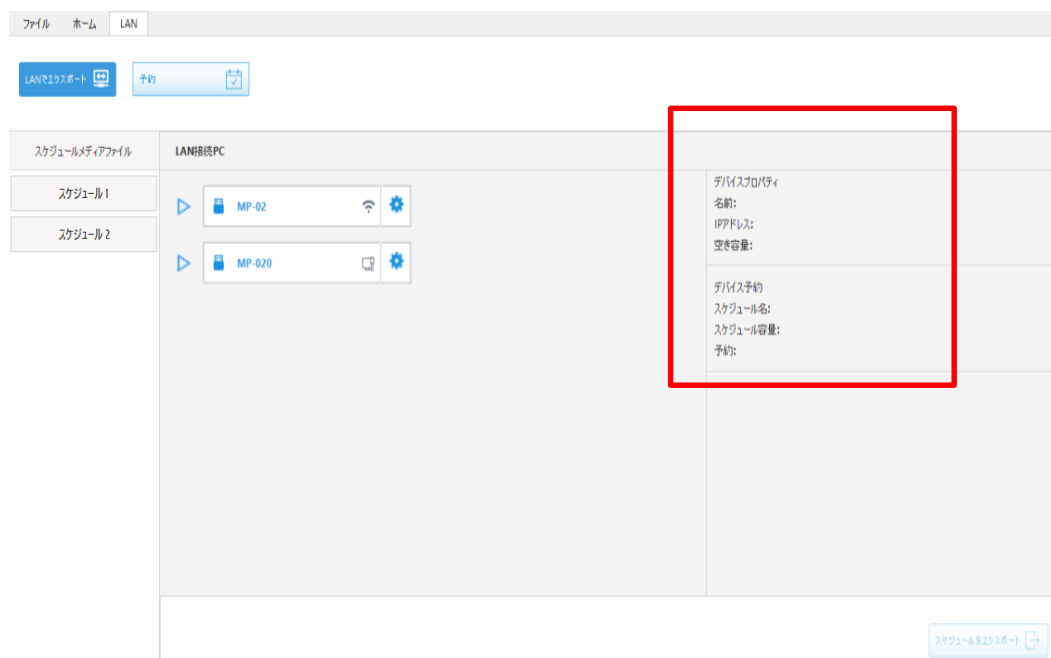 ファイル ホーム LAN
LANでエクスポート 予約
スケジュールメディアファイル LAN接続PC
スケジュール 1
スケジュール 2
MP-02
MP-020
デバイスプロパティ
名前:
IPアドレス:
空き容量:
デバイス予約
スケジュール名:
スケジュール容量:
予約:
スケジュールをエクスポート